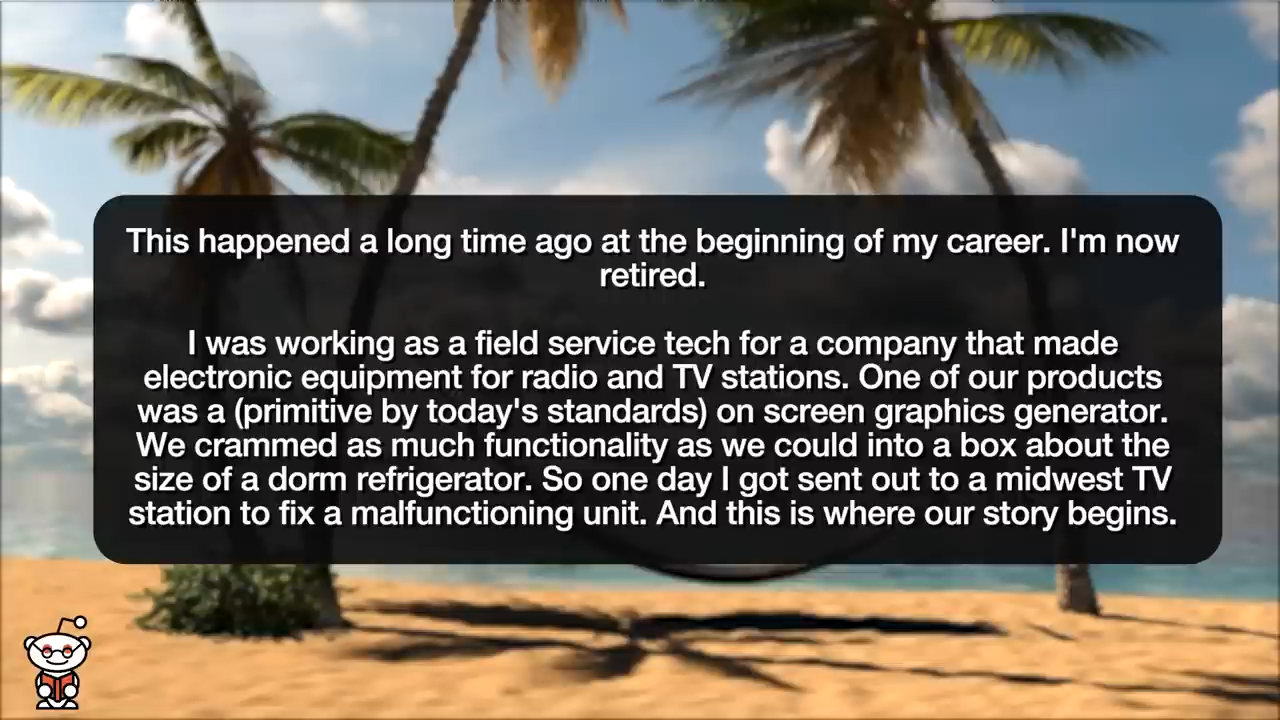 This happened a long time ago at the beginning of my career. I'm now
retired.
I was working as a field service tech for a company that made
electronic equipment for radio and TV stations. One of our products
was a (primitive by today's standards) on screen graphics generator.
We crammed as much functionality as we could into a box about the
size of a dorm refrigerator. So one day I got sent out to a midwest TV
station to fix a malfunctioning unit. And this is where our story begins.